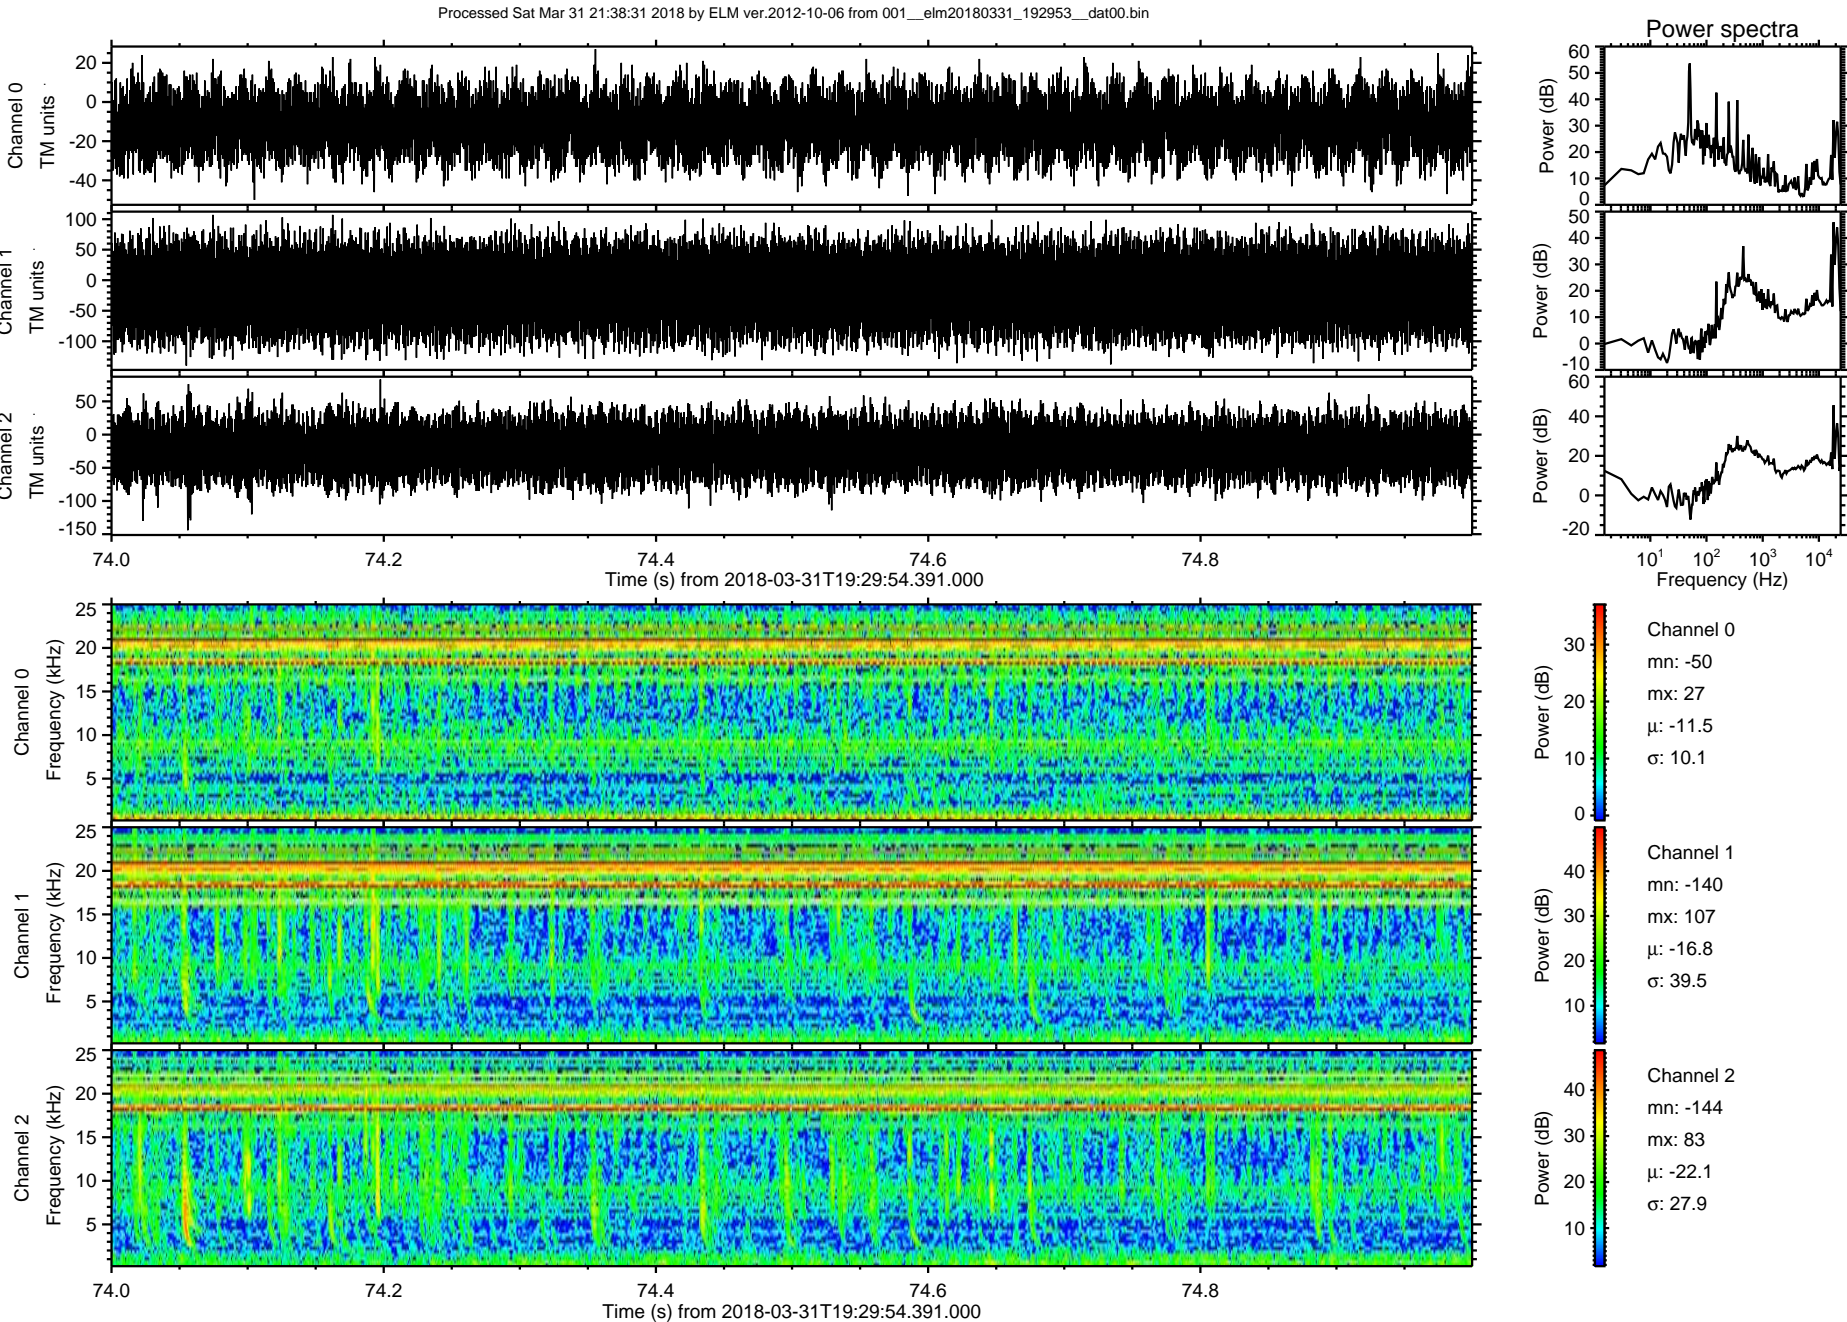 Processed Sat Mar 31 21:38:31 2018 by ELM ver.2012-10-06 from 001__elm20180331_192953__dat00.bin
Power spectra
Channel 0
TM units
20
0
-20
-40
Power (dB)
60
50
40
30
20
10
0
Channel 1
TM units
100
50
0
-50
-100
Power (dB)
50
40
30
20
10
0
-10
Channel 2
TM units
50
0
-50
-100
-150
Power (dB)
60
40
20
0
-20
74.0 74.2 74.4 74.6 74.8
Time (s) from 2018-03-31T19:29:54.391.000
10¹ 10² 10³ 10⁴
Frequency (Hz)
Channel 0
Frequency (kHz)
25
20
15
10
5
Power (dB)
30
20
10
0
Channel 0
mn: -50
mx: 27
μ: -11.5
σ: 10.1
Channel 1
Frequency (kHz)
25
20
15
10
5
Power (dB)
40
30
20
10
Channel 1
mn: -140
mx: 107
μ: -16.8
σ: 39.5
Channel 2
Frequency (kHz)
25
20
15
10
5
Power (dB)
40
30
20
10
Channel 2
mn: -144
mx: 83
μ: -22.1
σ: 27.9
74.0 74.2 74.4 74.6 74.8
Time (s) from 2018-03-31T19:29:54.391.000